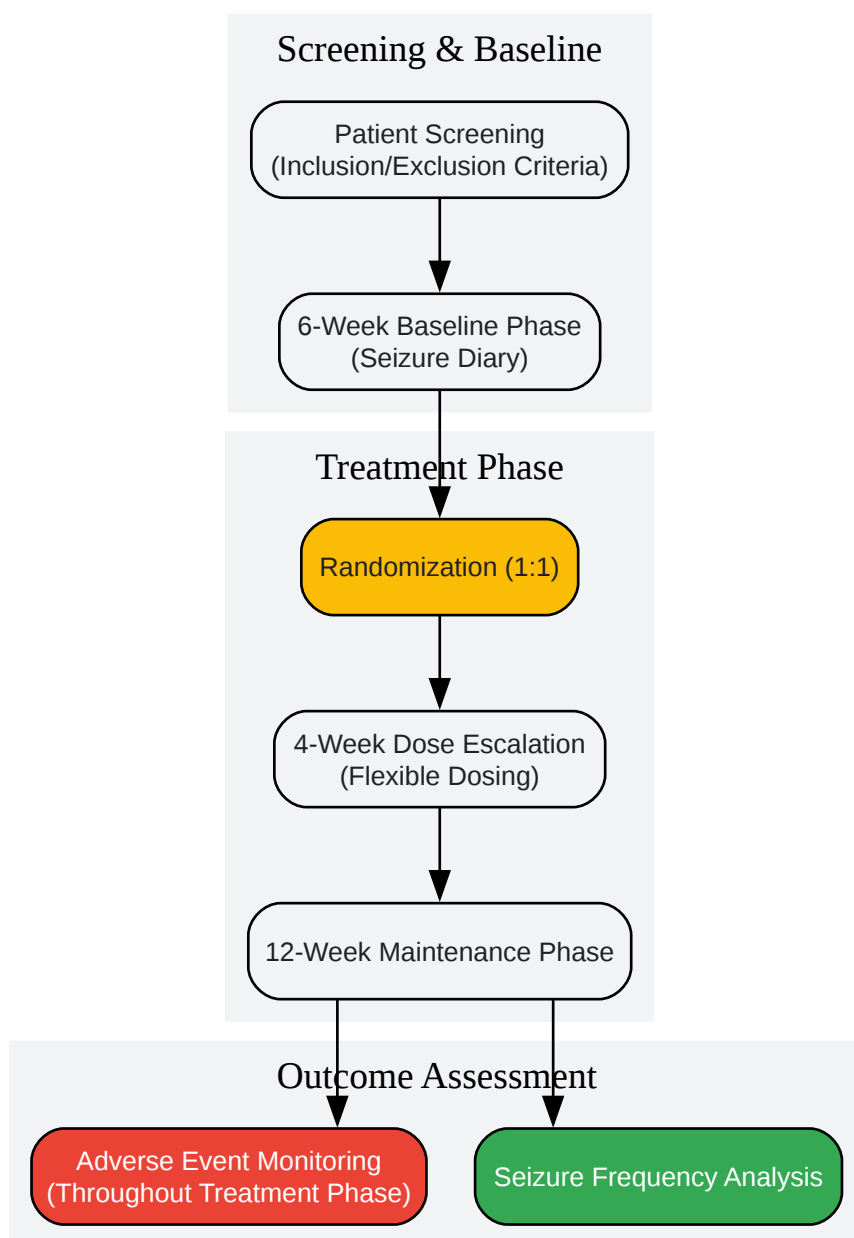 Screening & Baseline
Patient Screening
(Inclusion/Exclusion Criteria)
6-Week Baseline Phase
(Seizure Diary)
Treatment Phase
Randomization (1:1)
4-Week Dose Escalation
(Flexible Dosing)
12-Week Maintenance Phase
Outcome Assessment
Adverse Event Monitoring
(Throughout Treatment Phase)
Seizure Frequency Analysis